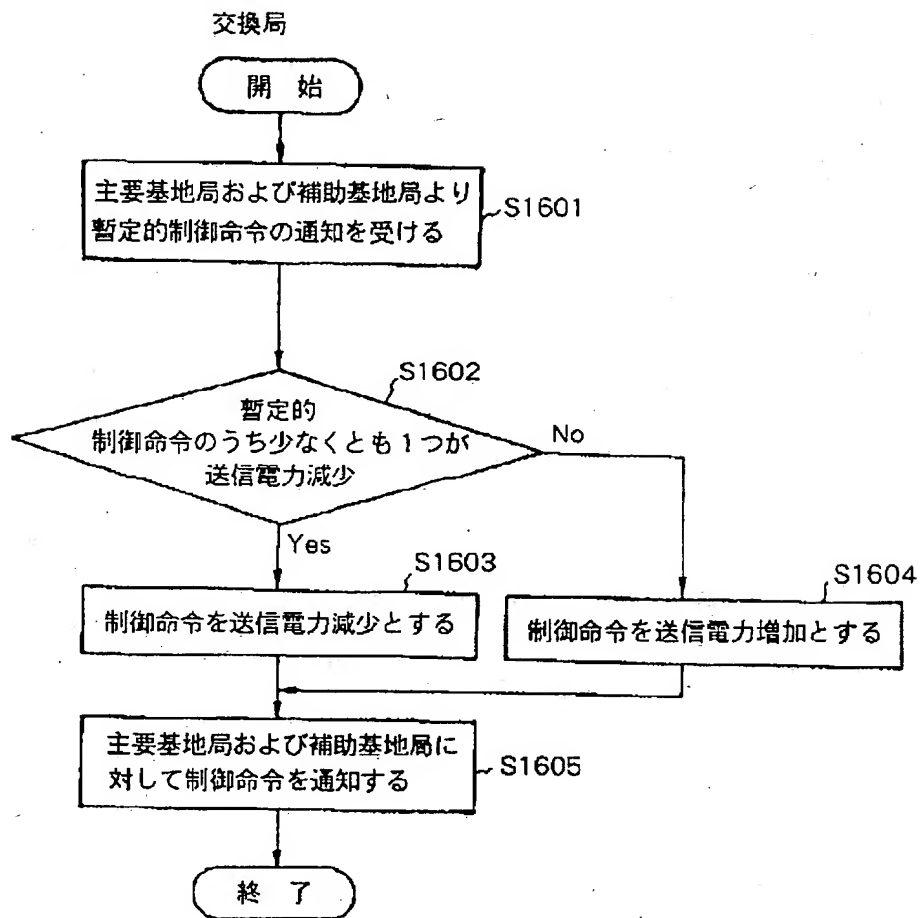 交換局
開 始
主要基地局および補助基地局より
暫定的制御命令の通知を受ける
S1601
S1602
暫定的
制御命令のうち少なくとも1つが
送信電力減少
No
Yes
S1603
S1604
制御命令を送信電力減少とする
制御命令を送信電力増加とする
主要基地局および補助基地局に
対して制御命令を通知する
S1605
終 了